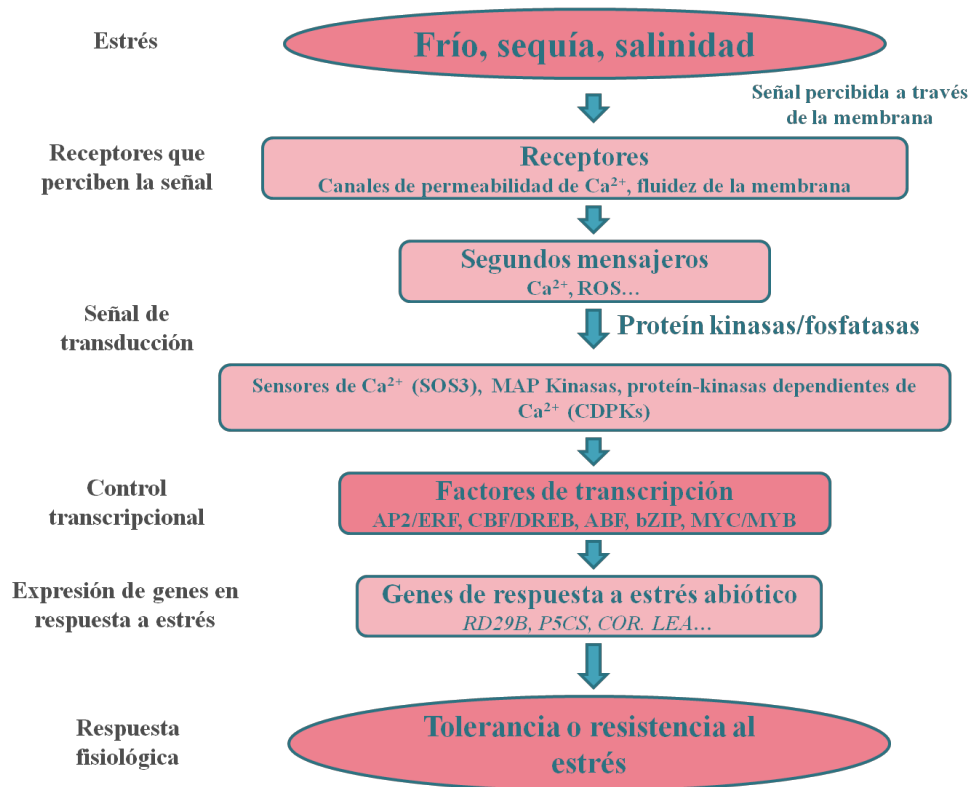 Estrés
Frío, sequía, salinidad
Señal percibida a través
de la membrana
Receptores que
perciben la señal
Receptores
Canales de permeabilidad de Ca²⁺, fluidez de la membrana
Segundos mensajeros
Ca²⁺, ROS…
Señal de
transducción
Proteín kinasas/fosfatasas
Sensores de Ca²⁺ (SOS3), MAP Kinasas, proteín-kinasas dependientes de
Ca²⁺ (CDPKs)
Control
transcripcional
Factores de transcripción
AP2/ERF, CBF/DREB, ABF, bZIP, MYC/MYB
Expresión de genes en
respuesta a estrés
Genes de respuesta a estrés abiótico
RD29B, P5CS, COR. LEA…
Respuesta
fisiológica
Tolerancia o resistencia al
estrés